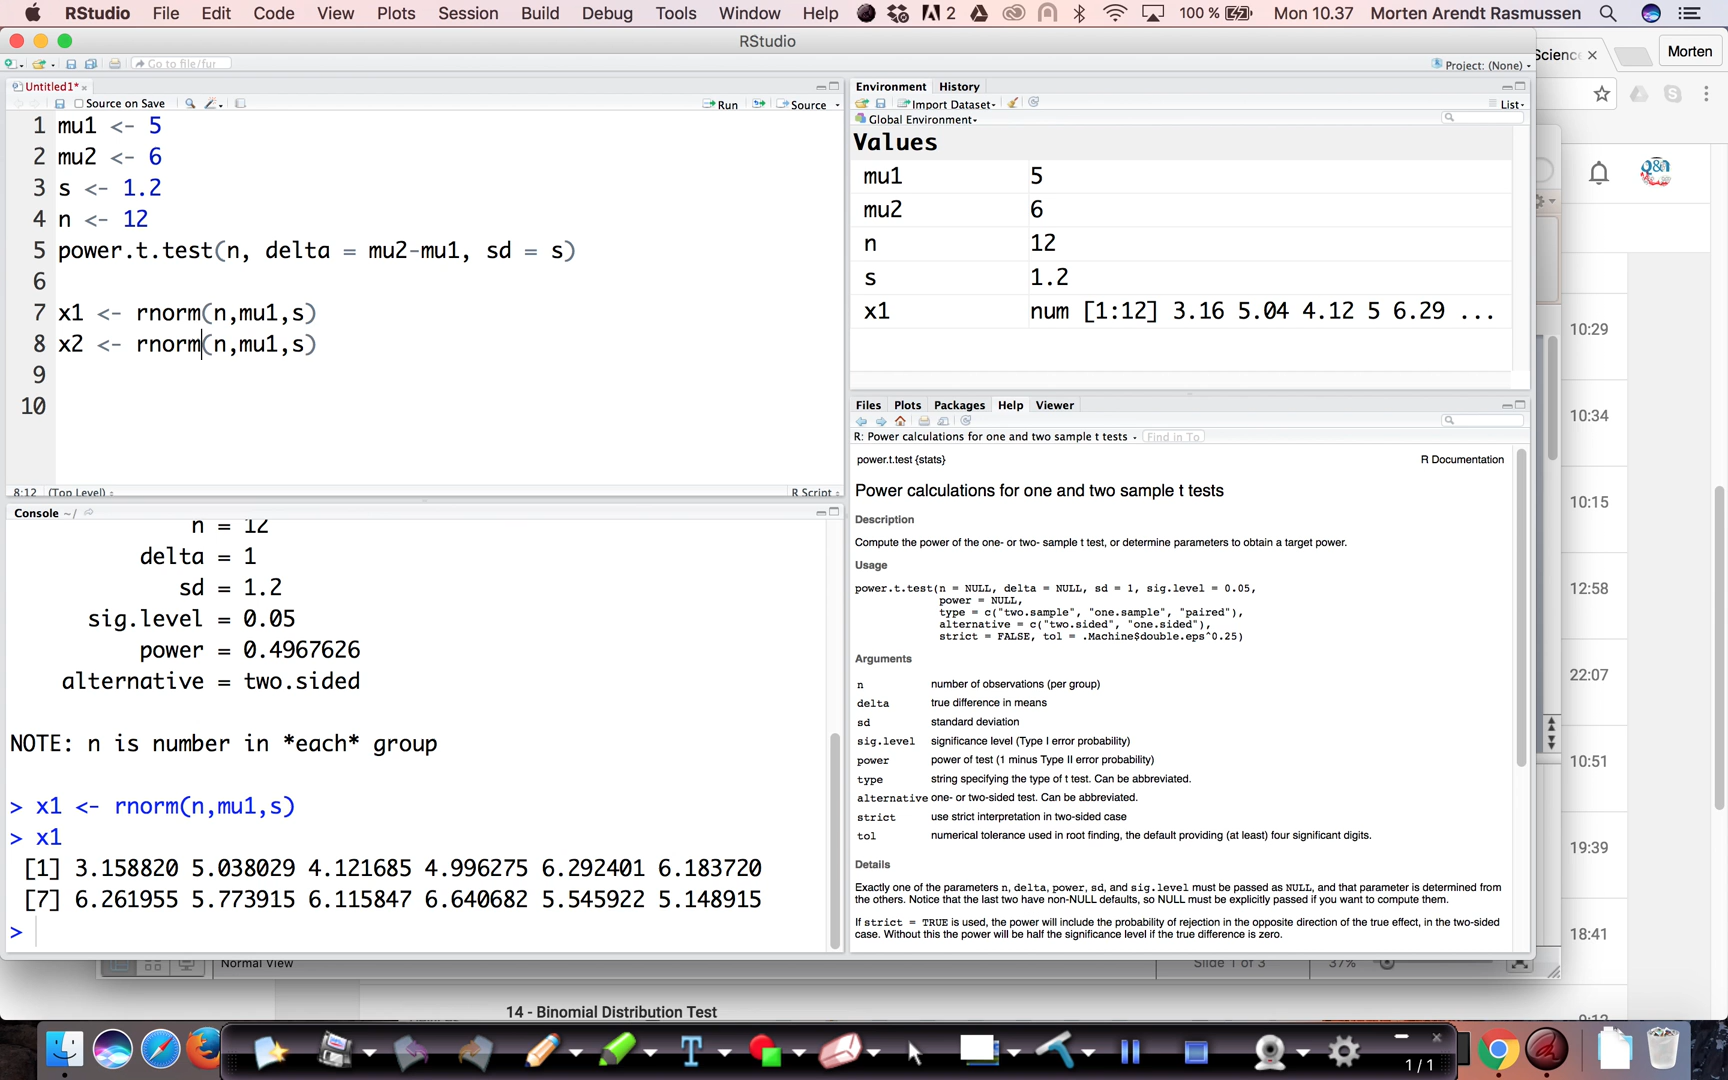 RStudio File Edit Code View Plots Session Build Debug Tools Window Help 2 100 % Mon 10.37 Morten Arendt Rasmussen
RStudio
Science
Morten
Go to file/fur
Project: (None)
Untitled1*
Source on Save
Run
Source
1 mu1 <- 5
2 mu2 <- 6
3 s <- 1.2
4 n <- 12
5 power.t.test(n, delta = mu2-mu1, sd = s)
6
7 x1 <- rnorm(n,mu1,s)
8 x2 <- rnorm(n,mu1,s)
9
10
8:12 (Top Level)
R Script
Environment History
Import Dataset
List
Global Environment
Values
mu1 5
mu2 6
n 12
s 1.2
x1 num [1:12] 3.16 5.04 4.12 5 6.29 ...
Console ~/
n = 12
delta = 1
sd = 1.2
sig.level = 0.05
power = 0.4967626
alternative = two.sided
NOTE: n is number in *each* group
> x1 <- rnorm(n,mu1,s)
> x1
[1] 3.158820 5.038029 4.121685 4.996275 6.292401 6.183720
[7] 6.261955 5.773915 6.115847 6.640682 5.545922 5.148915
>
Files Plots Packages Help Viewer
R: Power calculations for one and two sample t tests
Find in To
power.t.test {stats}
R Documentation
Power calculations for one and two sample t tests
Description
Compute the power of the one- or two- sample t test, or determine parameters to obtain a target power.
Usage
power.t.test(n = NULL, delta = NULL, sd = 1, sig.level = 0.05,
power = NULL,
type = c("two.sample", "one.sample", "paired"),
alternative = c("two.sided", "one.sided"),
strict = FALSE, tol = .Machine$double.eps^0.25)
Arguments
n number of observations (per group)
delta true difference in means
sd standard deviation
sig.level significance level (Type I error probability)
power power of test (1 minus Type II error probability)
type string specifying the type of t test. Can be abbreviated.
alternative one- or two-sided test. Can be abbreviated.
strict use strict interpretation in two-sided case
tol numerical tolerance used in root finding, the default providing (at least) four significant digits.
Details
Exactly one of the parameters n, delta, power, sd, and sig.level must be passed as NULL, and that parameter is determined from
the others. Notice that the last two have non-NULL defaults, so NULL must be explicitly passed if you want to compute them.
If strict = TRUE is used, the power will include the probability of rejection in the opposite direction of the true effect, in the two-sided
case. Without this the power will be half the significance level if the true difference is zero.
10:29
10:34
10:15
12:58
22:07
10:51
19:39
18:41
Normal View
Slide 1 of 3
37%
14 - Binomial Distribution Test
9:12
1 / 1